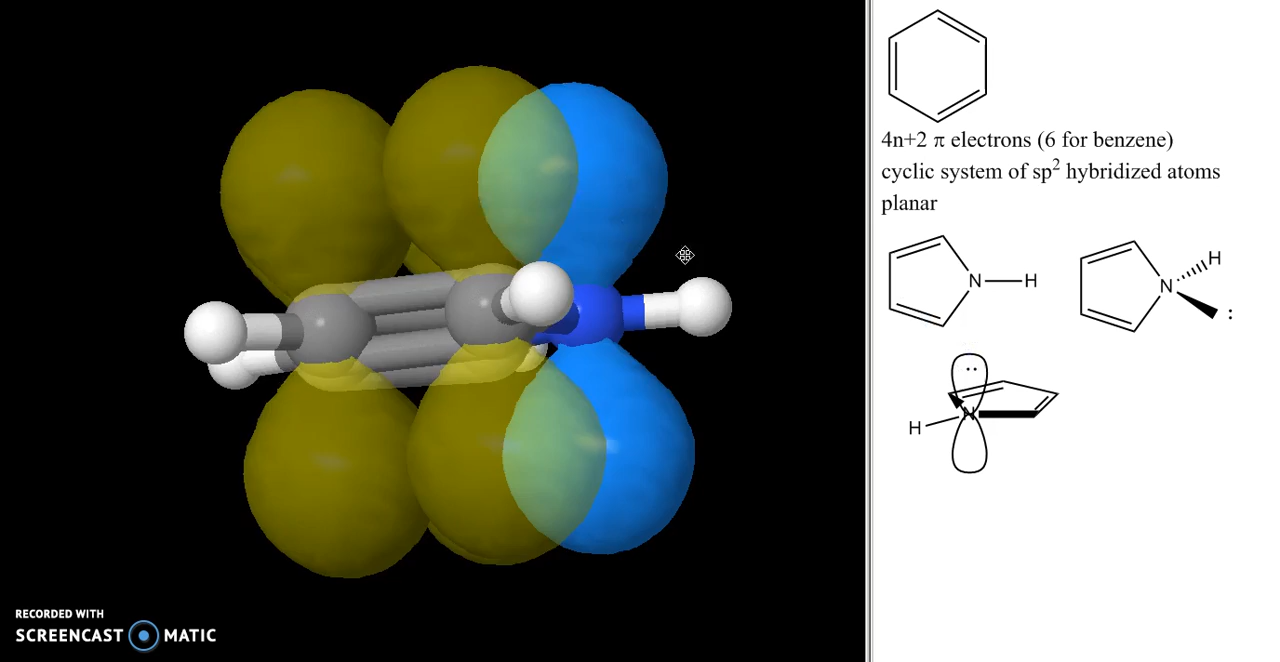 4n+2 π electrons (6 for benzene)
cyclic system of sp² hybridized atoms
planar
N H
H
N :
..
N
H
RECORDED WITH
SCREENCAST MATIC